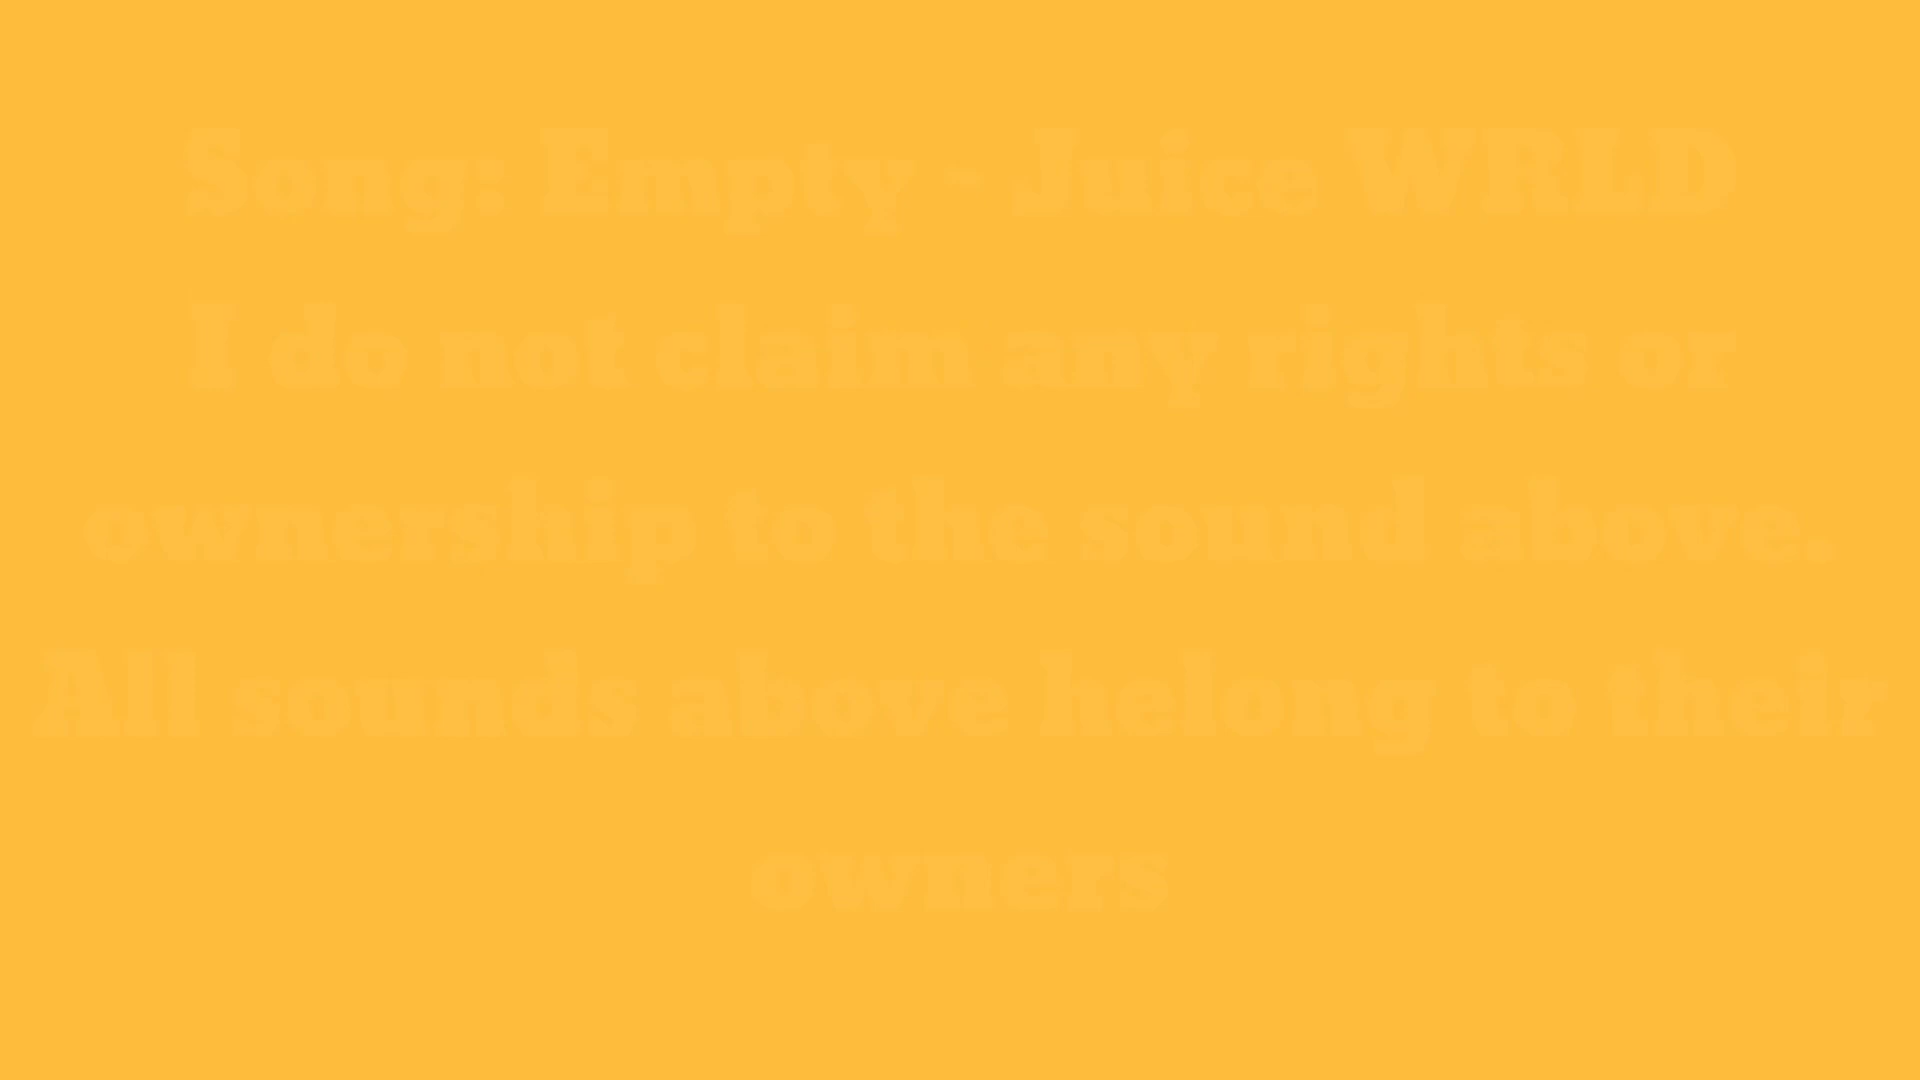 Song: Empty - Juice WRLD
I do not claim any rights or
ownership to the sound above.
All sounds above helong to their
owners